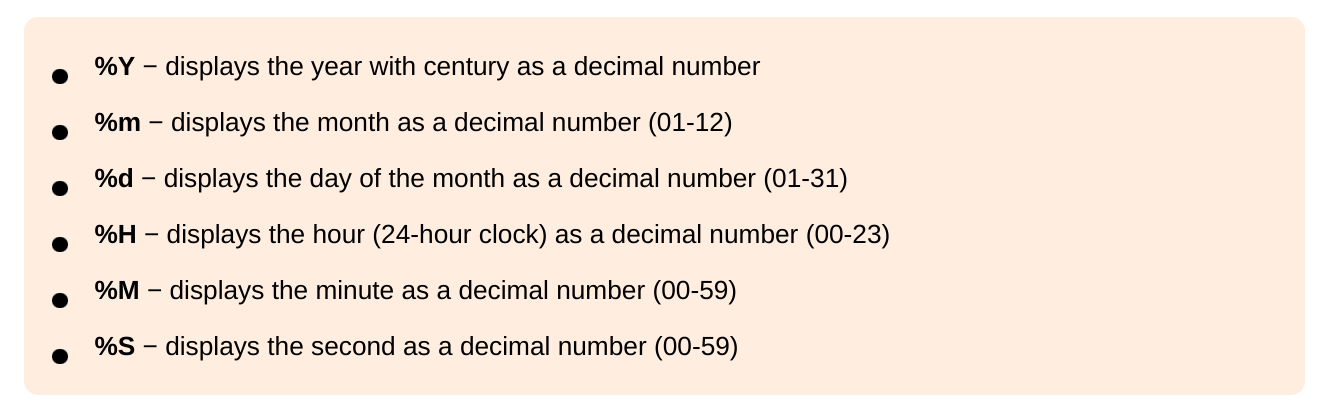 ● %Y − displays the year with century as a decimal number
● %m − displays the month as a decimal number (01-12)
● %d − displays the day of the month as a decimal number (01-31)
● %H − displays the hour (24-hour clock) as a decimal number (00-23)
● %M − displays the minute as a decimal number (00-59)
● %S − displays the second as a decimal number (00-59)